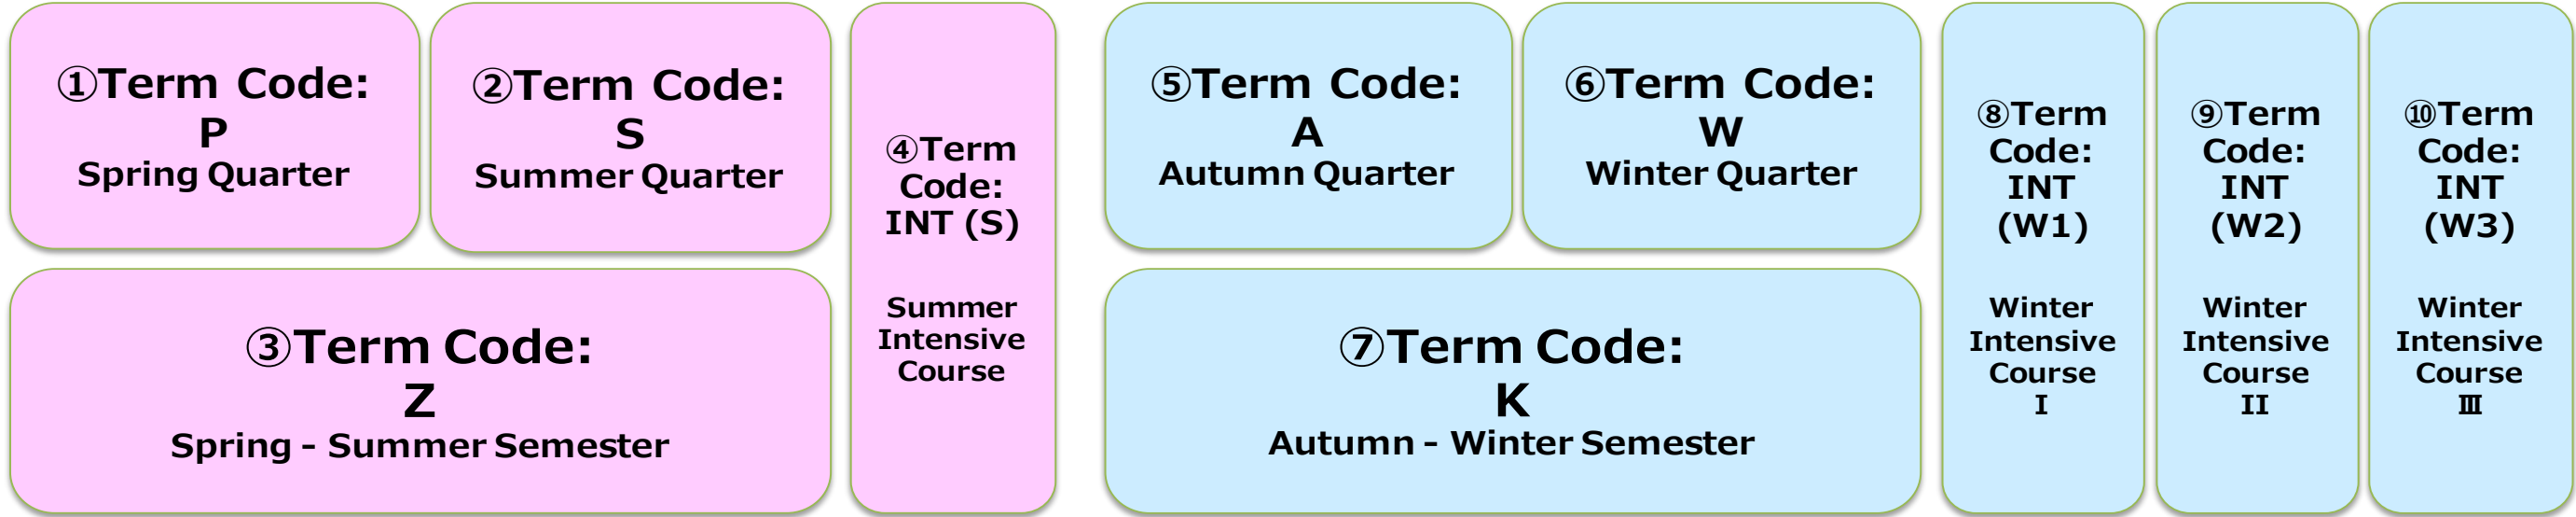 ①Term Code:
P
Spring Quarter
②Term Code:
S
Summer Quarter
③Term Code:
Z
Spring - Summer Semester
④Term
Code:
INT (S)
Summer
Intensive
Course
⑤Term Code:
A
Autumn Quarter
⑥Term Code:
W
Winter Quarter
⑦Term Code:
K
Autumn - Winter Semester
⑧Term
Code:
INT
(W1)
Winter
Intensive
Course
I
⑨Term
Code:
INT
(W2)
Winter
Intensive
Course
II
⑩Term
Code:
INT
(W3)
Winter
Intensive
Course
Ⅲ